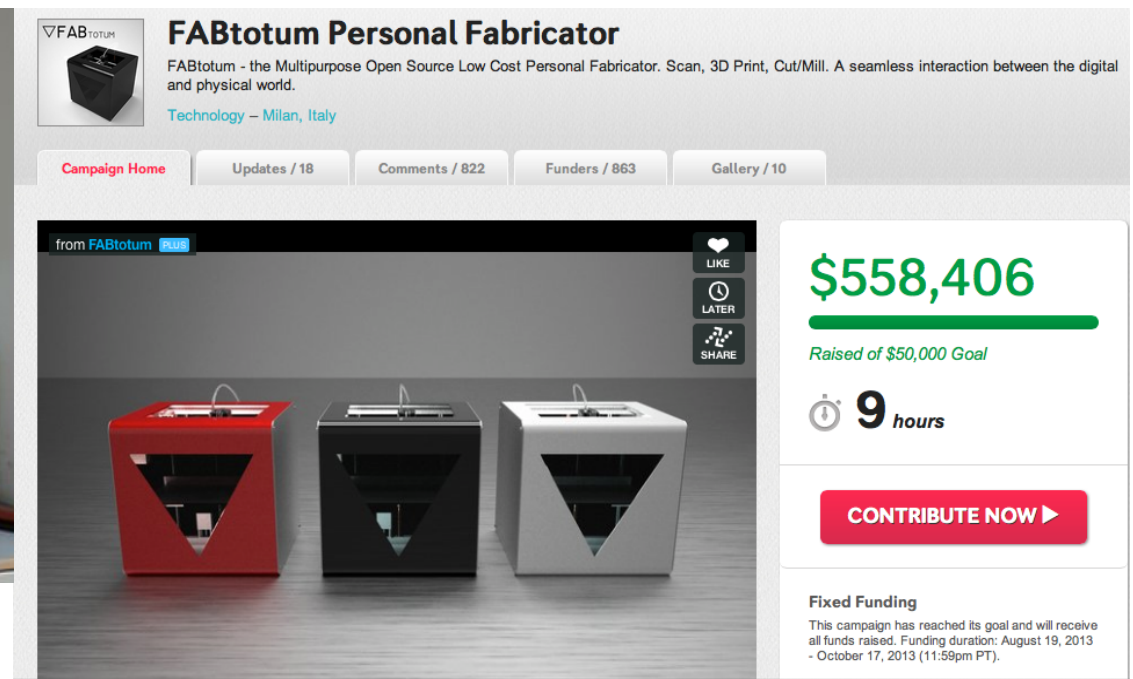 ▽FABTOTUM
FABtotum Personal Fabricator
FABtotum - the Multipurpose Open Source Low Cost Personal Fabricator. Scan, 3D Print, Cut/Mill. A seamless interaction between the digital
and physical world.
Technology – Milan, Italy
Campaign Home
Updates / 18
Comments / 822
Funders / 863
Gallery / 10
from FABtotum PLUS
LIKE
LATER
SHARE
$558,406
Raised of $50,000 Goal
9 hours
CONTRIBUTE NOW
Fixed Funding
This campaign has reached its goal and will receive
all funds raised. Funding duration: August 19, 2013
- October 17, 2013 (11:59pm PT).